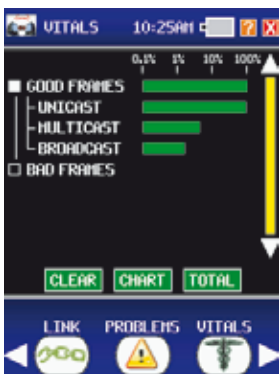 VITALS 10:25AM ? X
0.1% 1% 10% 100%
GOOD FRAMES
UNICAST
MULTICAST
BROADCAST
BAD FRAMES
CLEAR CHART TOTAL
LINK PROBLEMS VITALS